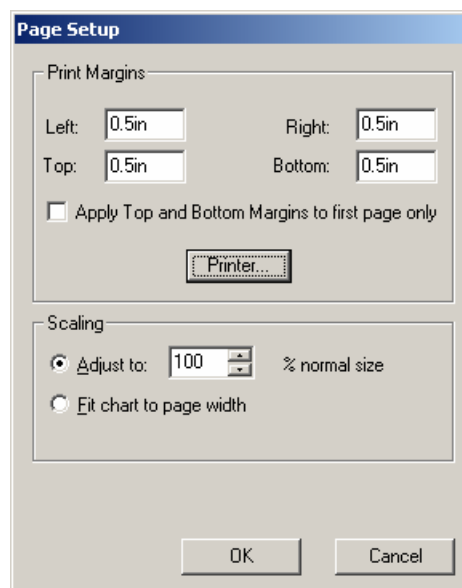 Page Setup
Print Margins
Left: 0.5in Right: 0.5in
Top: 0.5in Bottom: 0.5in
Apply Top and Bottom Margins to first page only
Printer...
Scaling
Adjust to: 100 % normal size
Fit chart to page width
OK Cancel